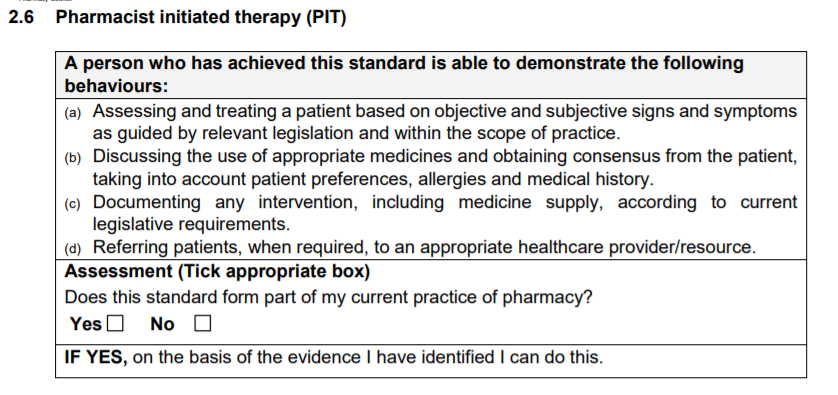 2.6 Pharmacist initiated therapy (PIT)
A person who has achieved this standard is able to demonstrate the following
behaviours:
(a) Assessing and treating a patient based on objective and subjective signs and symptoms
as guided by relevant legislation and within the scope of practice.
(b) Discussing the use of appropriate medicines and obtaining consensus from the patient,
taking into account patient preferences, allergies and medical history.
(c) Documenting any intervention, including medicine supply, according to current
legislative requirements.
(d) Referring patients, when required, to an appropriate healthcare provider/resource.
Assessment (Tick appropriate box)
Does this standard form part of my current practice of pharmacy?
Yes☐ No ☐
IF YES, on the basis of the evidence I have identified I can do this.